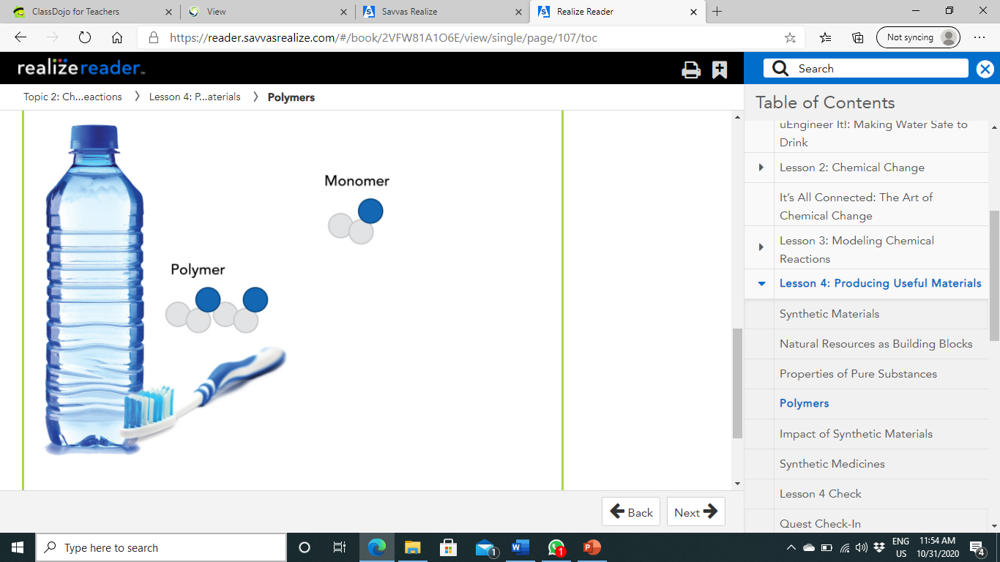 ClassDojo for Teachers
View
Savvas Realize
Realize Reader
https://reader.savvasrealize.com/#/book/2VFW81A1O6E/view/single/page/107/toc
Not syncing
realize reader
Search
Topic 2: Ch...eactions
Lesson 4: P...aterials
Polymers
Table of Contents
uEngineer It!: Making Water Safe to
Drink
Lesson 2: Chemical Change
It's All Connected: The Art of
Chemical Change
Lesson 3: Modeling Chemical
Reactions
Lesson 4: Producing Useful Materials
Synthetic Materials
Natural Resources as Building Blocks
Properties of Pure Substances
Polymers
Impact of Synthetic Materials
Synthetic Medicines
Lesson 4 Check
Quest Check-In
Monomer
Polymer
Back
Next
Type here to search
1
1
ENG
US
11:54 AM
10/31/2020
4